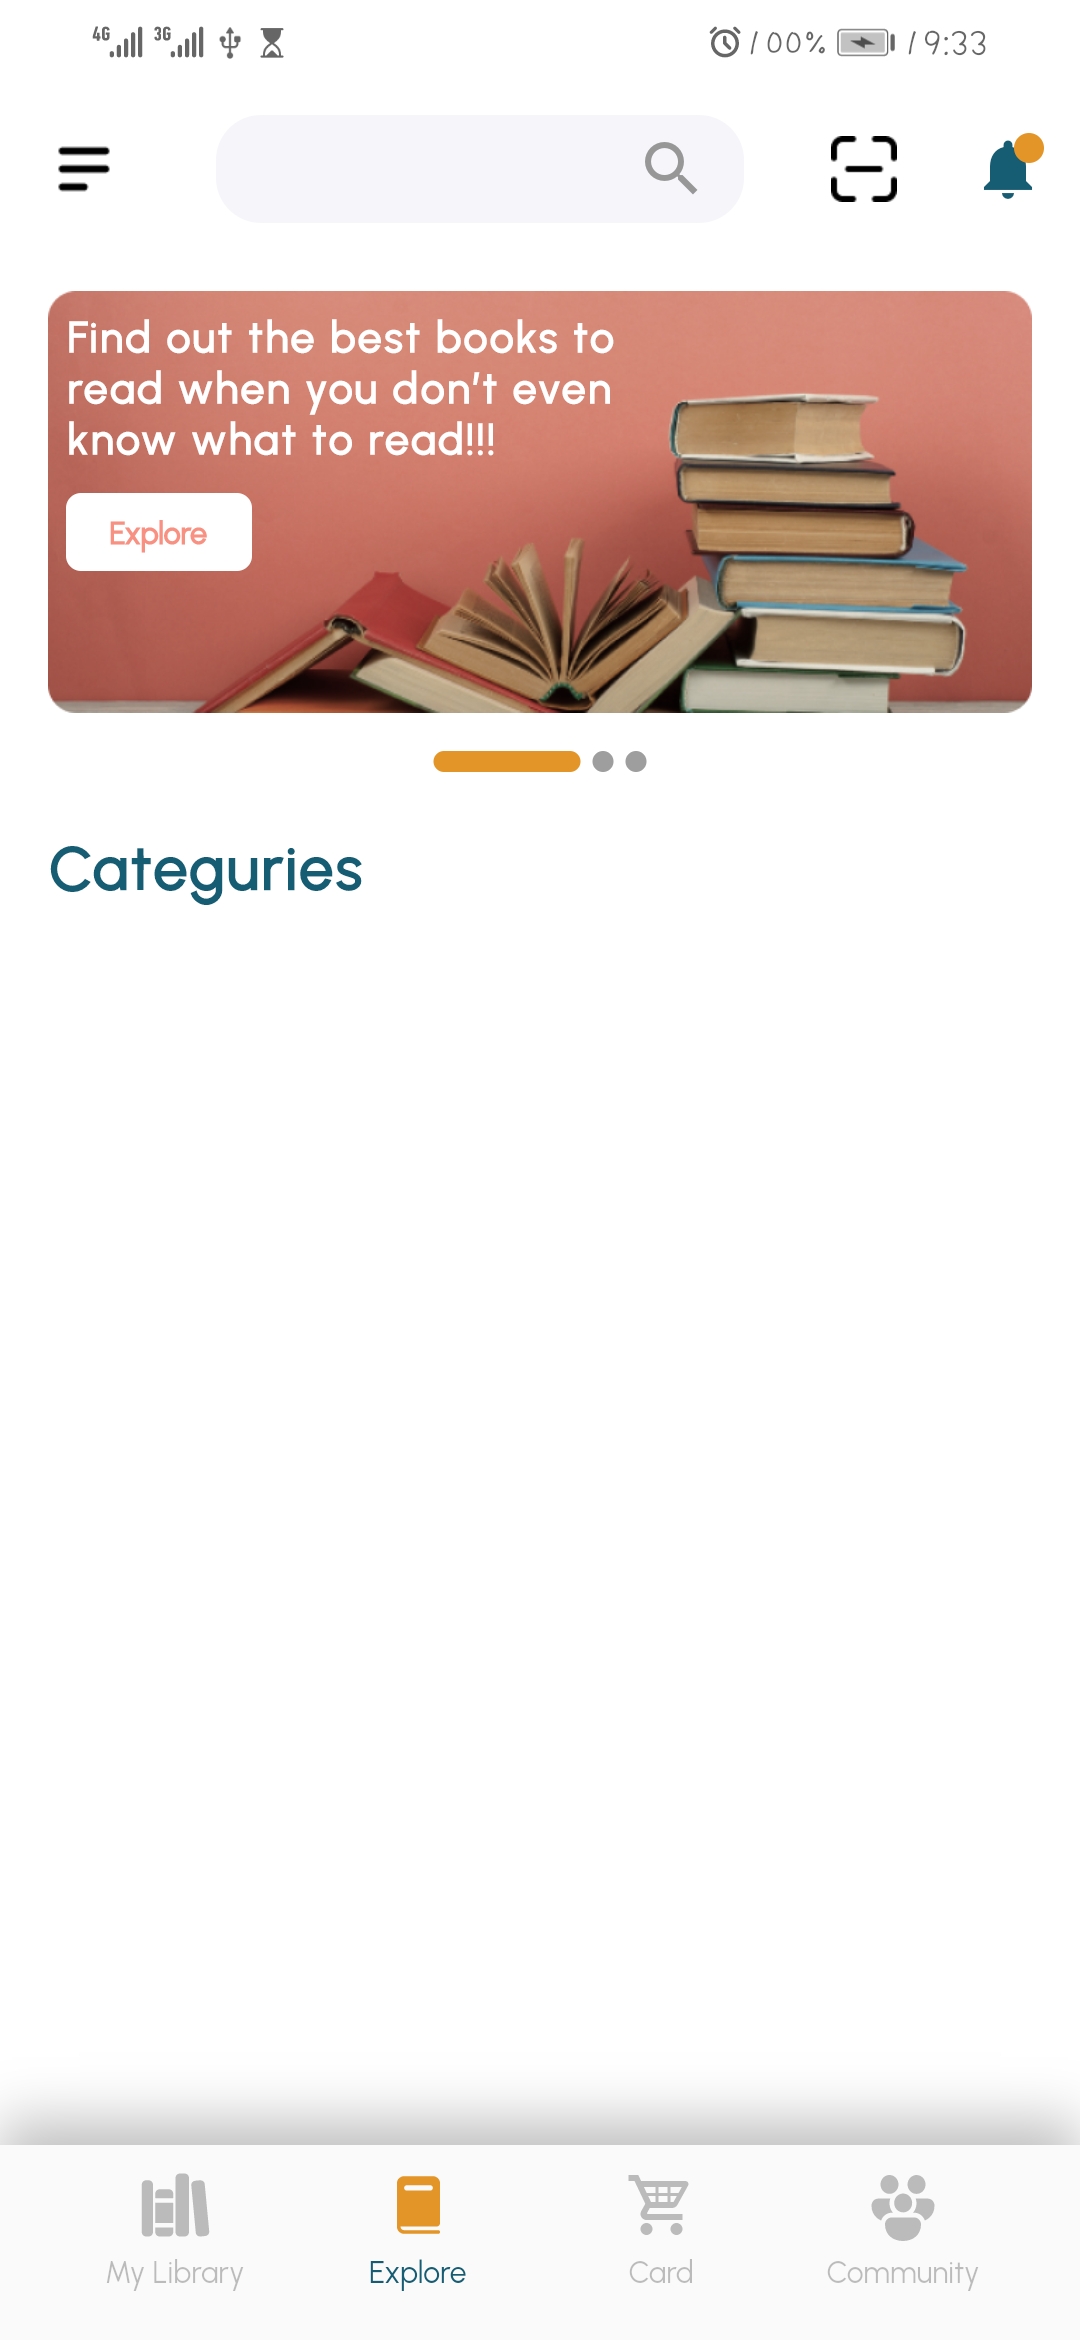 4G 3G 100% 19:33
Find out the best books to
read when you don't even
know what to read!!!
Explore
Categuries
My Library Explore Card Community